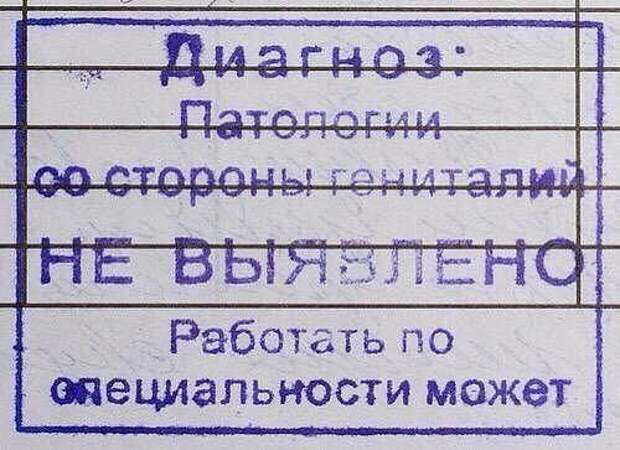 Диагноз:
Патологии
со стороны гениталий
НЕ ВЫЯВЛЕНО
Работать по
специальности может